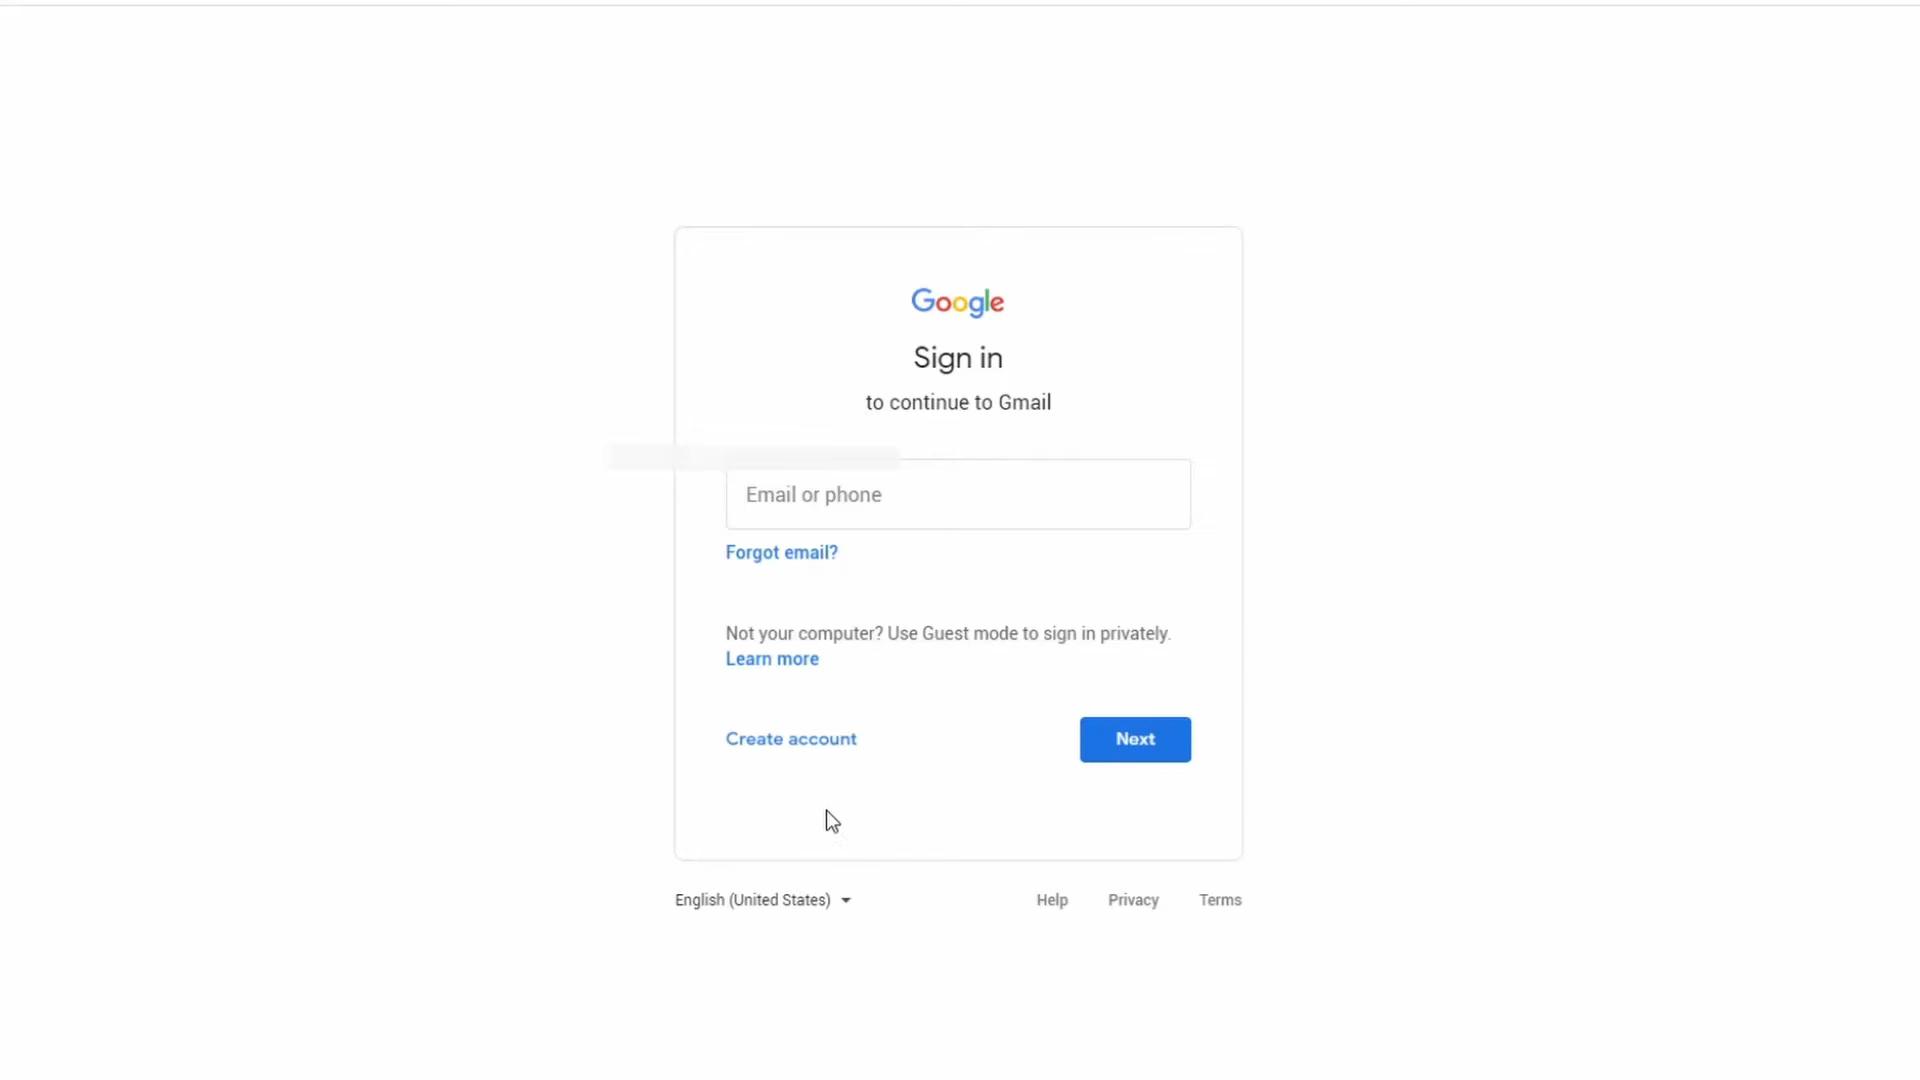 Google
Sign in
to continue to Gmail
Email or phone
Forgot email?
Not your computer? Use Guest mode to sign in privately.
Learn more
Create account
Next
English (United States)
Help Privacy Terms